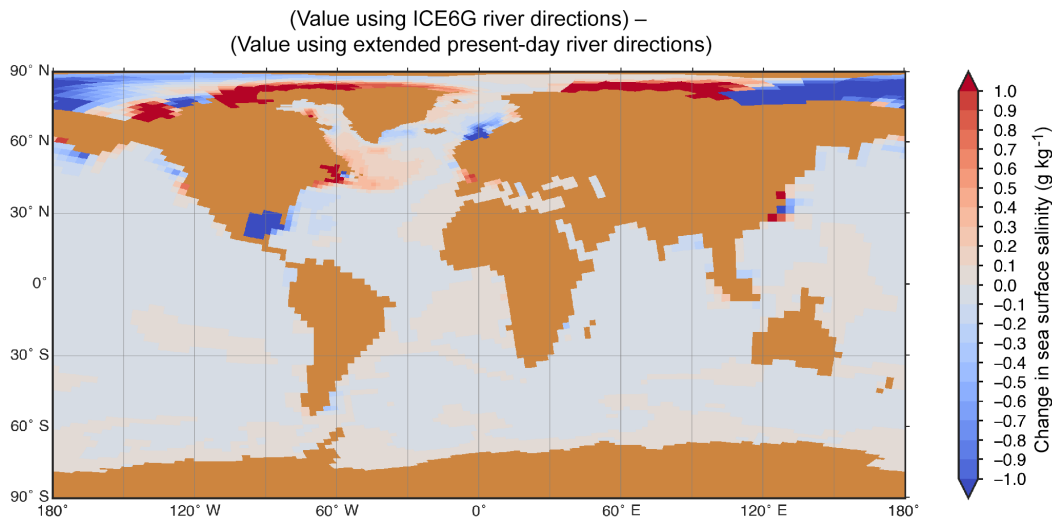 (Value using ICE6G river directions) –
(Value using extended present-day river directions)
90° N
60° N
30° N
0°
30° S
60° S
90° S
180°
120° W
60° W
0°
60° E
120° E
180°
1.0
0.9
0.8
0.7
0.6
0.5
0.4
0.3
0.2
0.1
0.0
−0.1
−0.2
−0.3
−0.4
−0.5
−0.6
−0.7
−0.8
−0.9
−1.0
Change in sea surface salinity (g kg⁻¹)